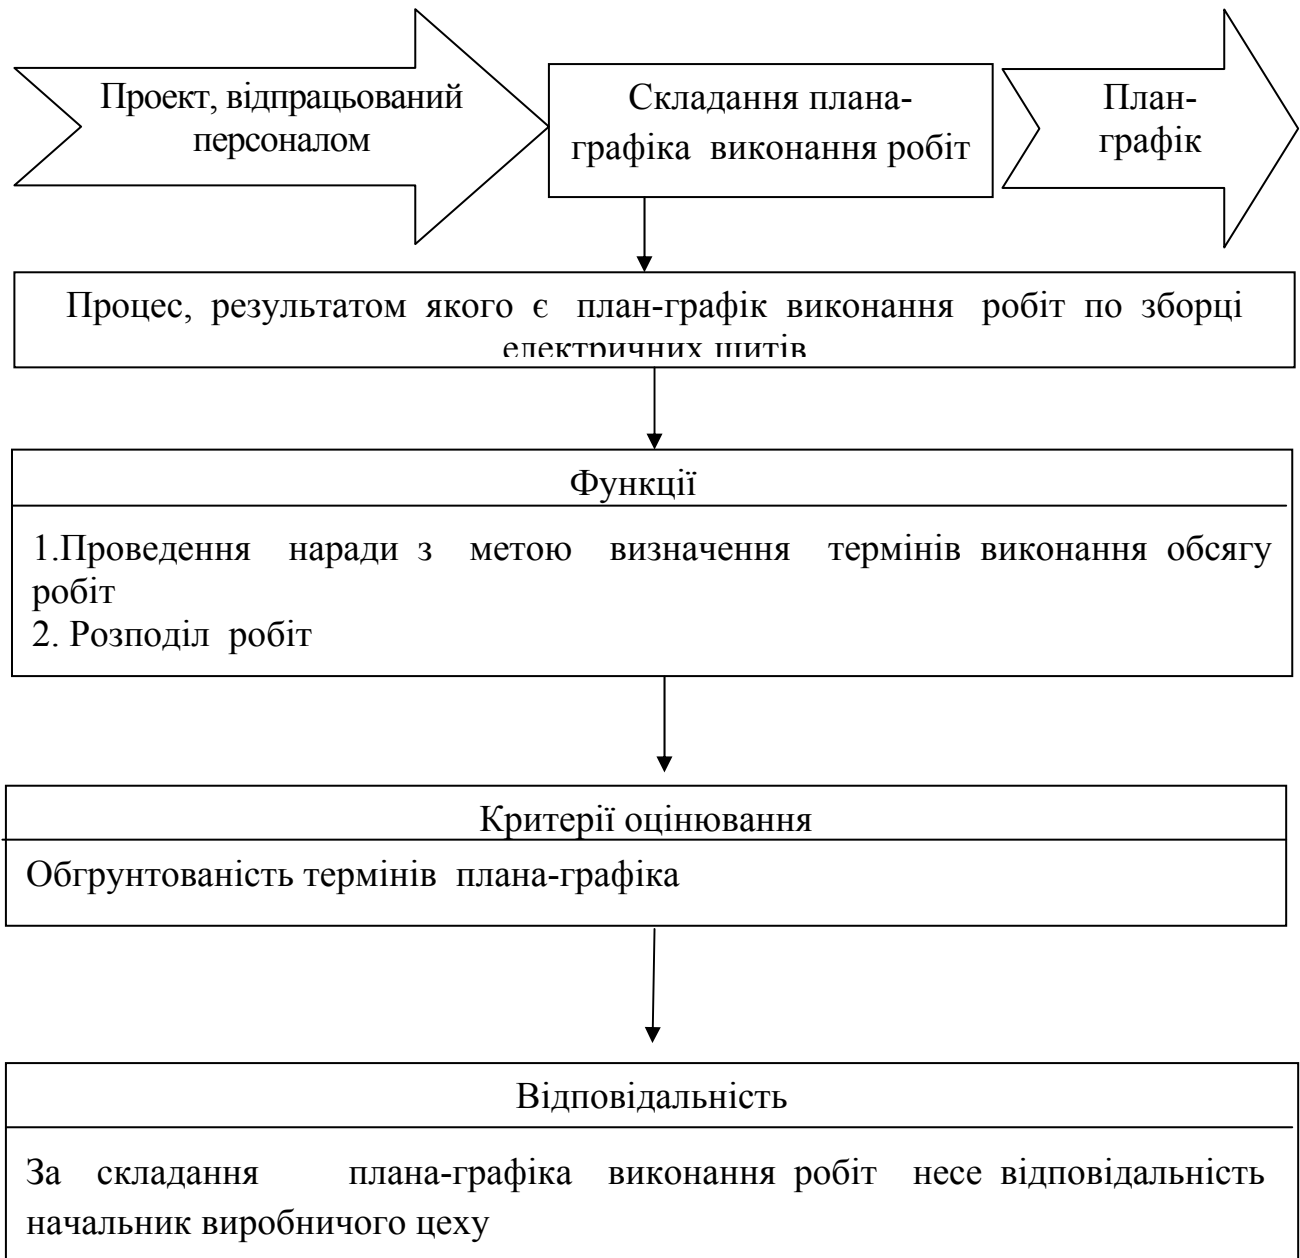 Проект, відпрацьований
персоналом
Складання плана-
графіка виконання робіт
План-
графік
Процес, результатом якого є план-графік виконання робіт по зборці
електричних щитів
Функції
1.Проведення наради з метою визначення термінів виконання обсягу
робіт
2. Розподіл робіт
Критерії оцінювання
Обгрунтованість термінів плана-графіка
Відповідальність
За складання плана-графіка виконання робіт несе відповідальність
начальник виробничого цеху